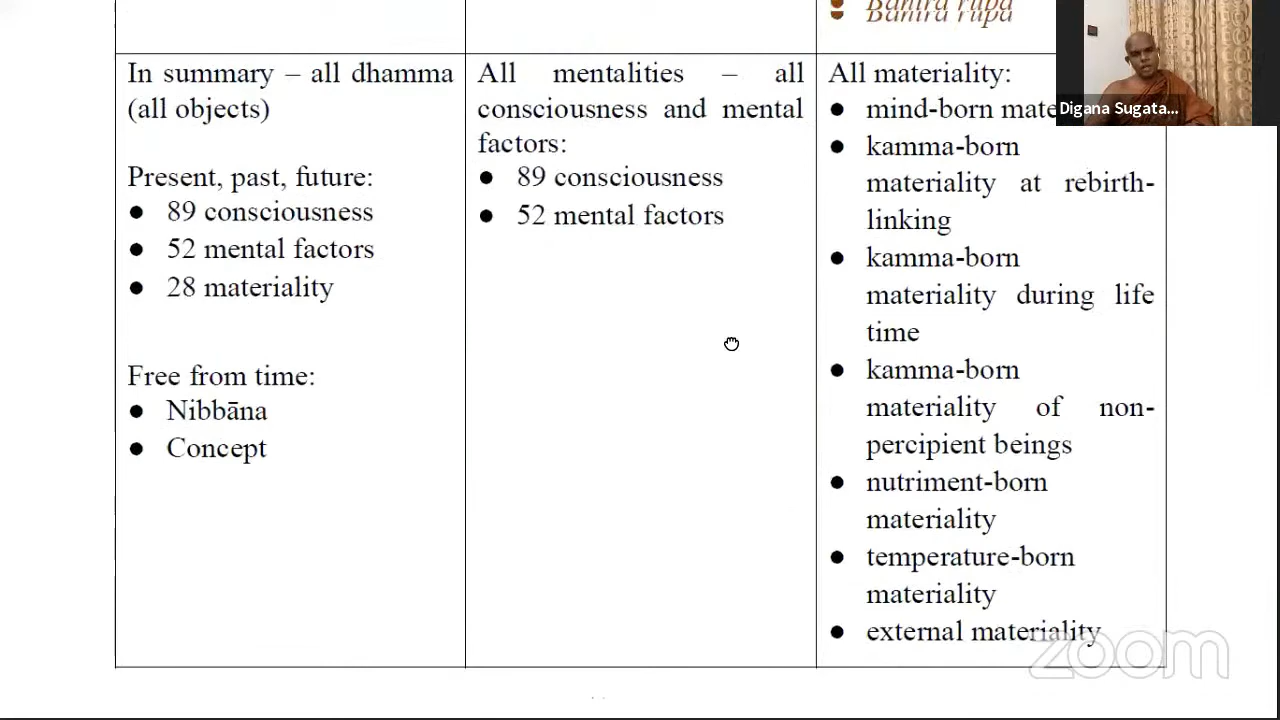 Bahira rupa
Bahira rupa
In summary – all dhamma
(all objects)
Present, past, future:
● 89 consciousness
● 52 mental factors
● 28 materiality
Free from time:
● Nibbāna
● Concept
All mentalities – all
consciousness and mental
factors:
● 89 consciousness
● 52 mental factors
All materiality:
● mind-born mate
● kamma-born
materiality at rebirth-
linking
● kamma-born
materiality during life
time
● kamma-born
materiality of non-
percipient beings
● nutriment-born
materiality
● temperature-born
materiality
● external materiality
Digana Sugata...
zoom